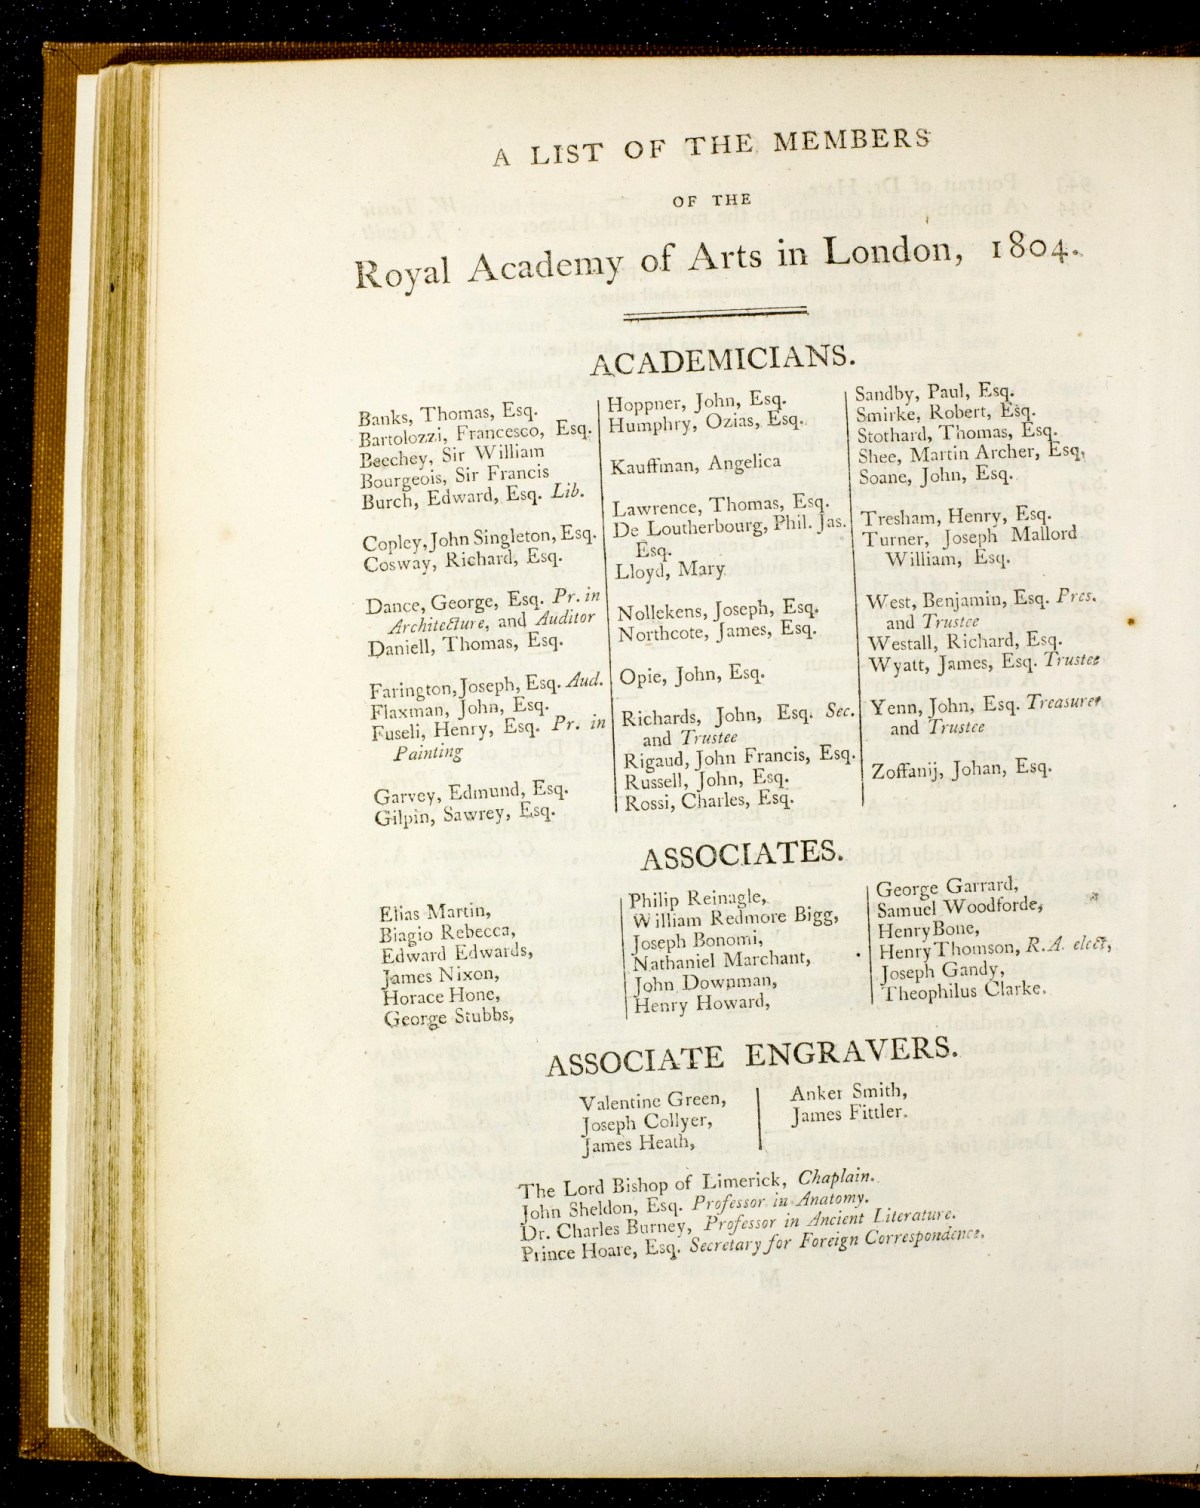 A LIST OF THE MEMBERS
OF THE
Royal Academy of Arts in London, 1804.
ACADEMICIANS.
Banks, Thomas, Esq.
Bartolozzi, Francesco, Esq.
Beechey, Sir William
Bourgeois, Sir Francis
Burch, Edward, Esq. Lib.
Copley, John Singleton, Esq.
Cosway, Richard, Esq.
Dance, George, Esq. Pr. in
Architecture, and Auditor
Daniell, Thomas, Esq.
Farington, Joseph, Esq. Aud.
Flaxman, John, Esq.
Fuseli, Henry, Esq. Pr. in
Painting
Garvey, Edmund, Esq.
Gilpin, Sawrey, Esq.
Hoppner, John, Esq.
Humphry, Ozias, Esq.
Kauffman, Angelica
Lawrence, Thomas, Esq.
De Loutherbourg, Phil. Jas.
Esq.
Lloyd, Mary
Nollekens, Joseph, Esq.
Northcote, James, Esq.
Opie, John, Esq.
Richards, John, Esq. Sec.
and Trustee
Rigaud, John Francis, Esq.
Russell, John, Esq.
Rossi, Charles, Esq.
Sandby, Paul, Esq.
Smirke, Robert, Esq.
Stothard, Thomas, Esq.
Shee, Martin Archer, Esq.
Soane, John, Esq.
Tresham, Henry, Esq.
Turner, Joseph Mallord
William, Esq.
West, Benjamin, Esq. Pres.
and Trustee
Westall, Richard, Esq.
Wyatt, James, Esq. Trustee
Yenn, John, Esq. Treasurer
and Trustee
Zoffanij, Johan, Esq.
ASSOCIATES.
Elias Martin,
Biagio Rebecca,
Edward Edwards,
James Nixon,
Horace Hone,
George Stubbs,
Philip Reinagle,
William Redmore Bigg,
Joseph Bonomi,
Nathaniel Marchant,
John Downman,
Henry Howard,
George Garrard,
Samuel Woodforde,
Henry Bone,
Henry Thomson, R.A. elect,
Joseph Gandy,
Theophilus Clarke.
ASSOCIATE ENGRAVERS.
Valentine Green,
Joseph Collyer,
James Heath,
Anker Smith,
James Fittler.
The Lord Bishop of Limerick, Chaplain.
John Sheldon, Esq. Professor in Anatomy.
Dr. Charles Burney, Professor in Ancient Literature.
Prince Hoare, Esq. Secretary for Foreign Correspondence.